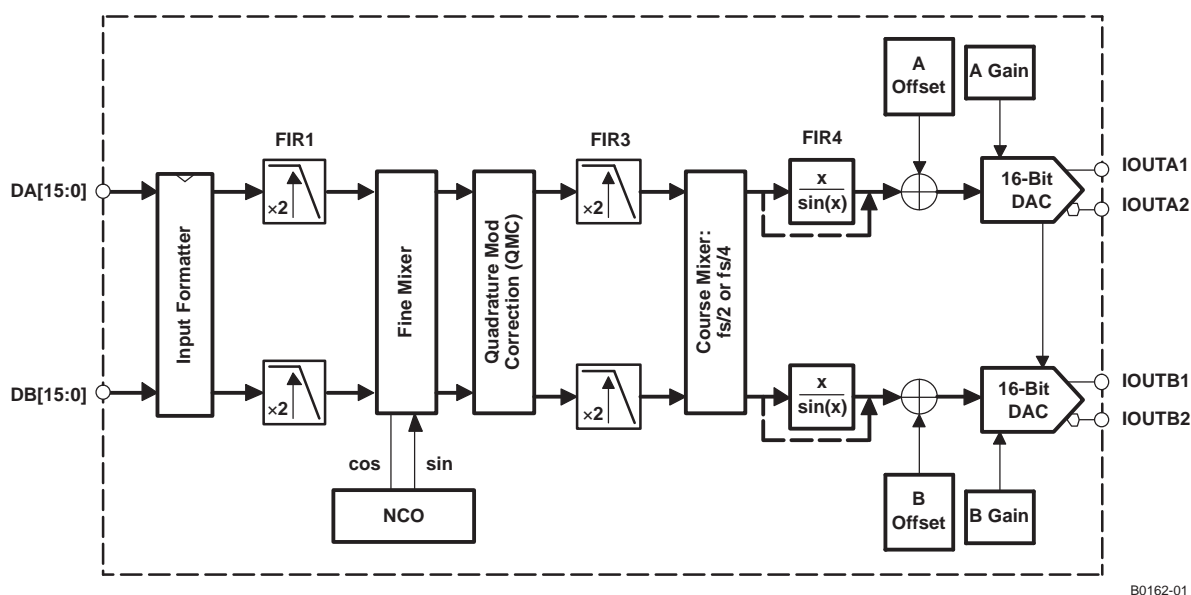 A
Offset
A Gain
FIR1
FIR3
FIR4
DA[15:0]
×2
×2
x
sin(x)
16-Bit
DAC
IOUTA1
IOUTA2
Input Formatter
Fine Mixer
Quadrature Mod
Correction (QMC)
Course Mixer:
fs/2 or fs/4
DB[15:0]
×2
×2
x
sin(x)
16-Bit
DAC
IOUTB1
IOUTB2
cos
sin
NCO
B
Offset
B Gain
B0162-01